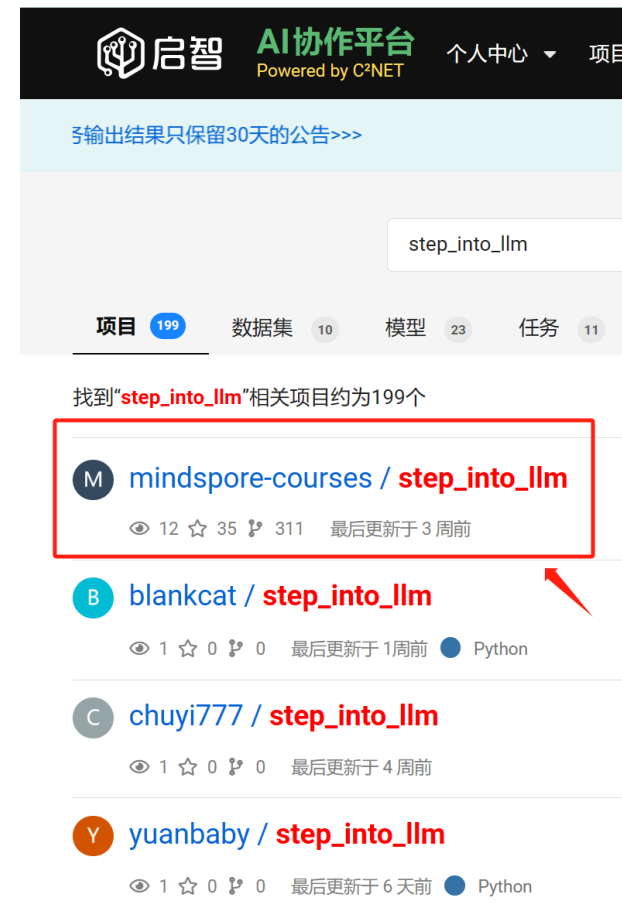 启智 AI协作平台 个人中心 项目
Powered by C²NET
务输出结果只保留30天的公告>>>
step_into_llm
项目 199 数据集 10 模型 23 任务 11
找到“step_into_llm”相关项目约为199个
M mindspore-courses / step_into_llm
12 35 311 最后更新于 3 周前
B blankcat / step_into_llm
1 0 0 最后更新于 1周前 Python
C chuyi777 / step_into_llm
1 0 0 最后更新于 4 周前
Y yuanbaby / step_into_llm
1 0 0 最后更新于 6 天前 Python